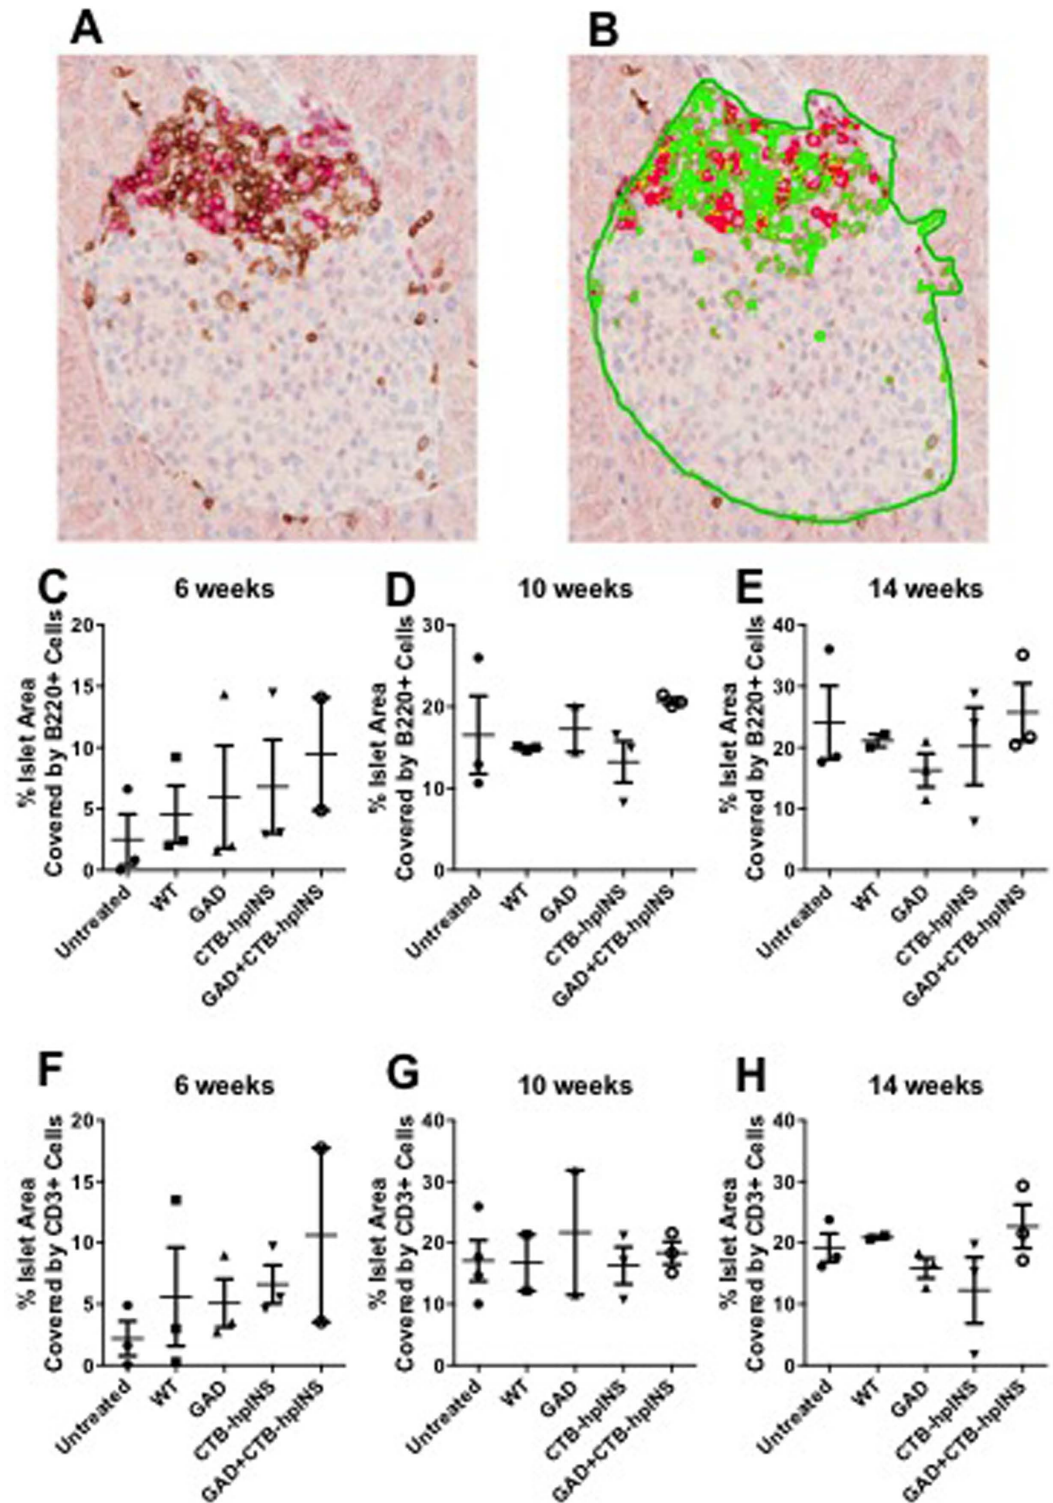 A
B
C
6 weeks
% Islet Area
Covered by B220+ Cells
20
15
10
5
0
Untreated
WT
GAD
CTB-hpINS
GAD+CTB-hpINS
D
10 weeks
% Islet Area
Covered by B220+ Cells
30
20
10
0
Untreated
WT
GAD
CTB-hpINS
GAD+CTB-hpINS
E
14 weeks
% Islet Area
Covered by B220+ Cells
40
30
20
10
0
Untreated
WT
GAD
CTB-hpINS
GAD+CTB-hpINS
F
6 weeks
% Islet Area
Covered by CD3+ Cells
20
15
10
5
0
Untreated
WT
GAD
CTB-hpINS
GAD+CTB-hpINS
G
10 weeks
% Islet Area
Covered by CD3+ Cells
40
30
20
10
0
Untreated
WT
GAD
CTB-hpINS
GAD+CTB-hpINS
H
14 weeks
% Islet Area
Covered by CD3+ Cells
40
30
20
10
0
Untreated
WT
GAD
CTB-hpINS
GAD+CTB-hpINS